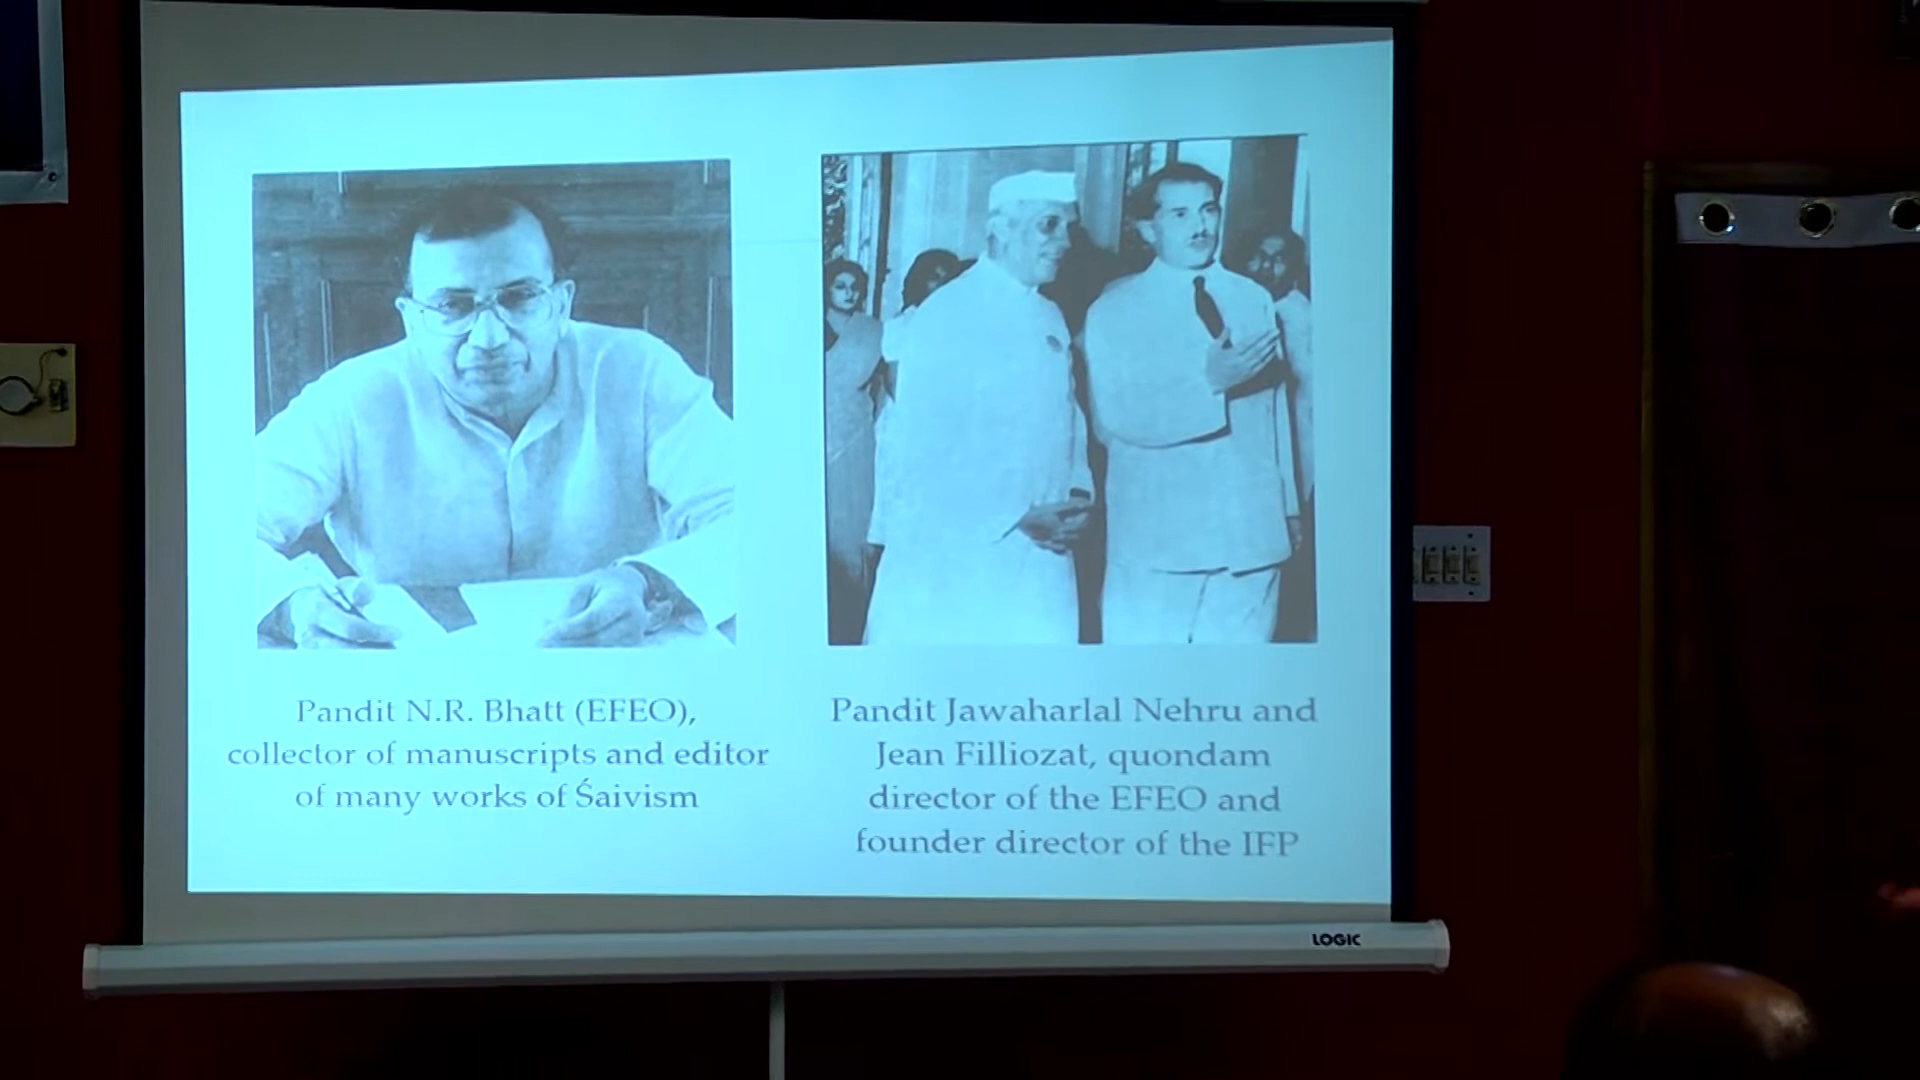 Pandit N.R. Bhatt (EFEO),
collector of manuscripts and editor
of many works of Śaivism
Pandit Jawaharlal Nehru and
Jean Filliozat, quondam
director of the EFEO and
founder director of the IFP
LOGIC